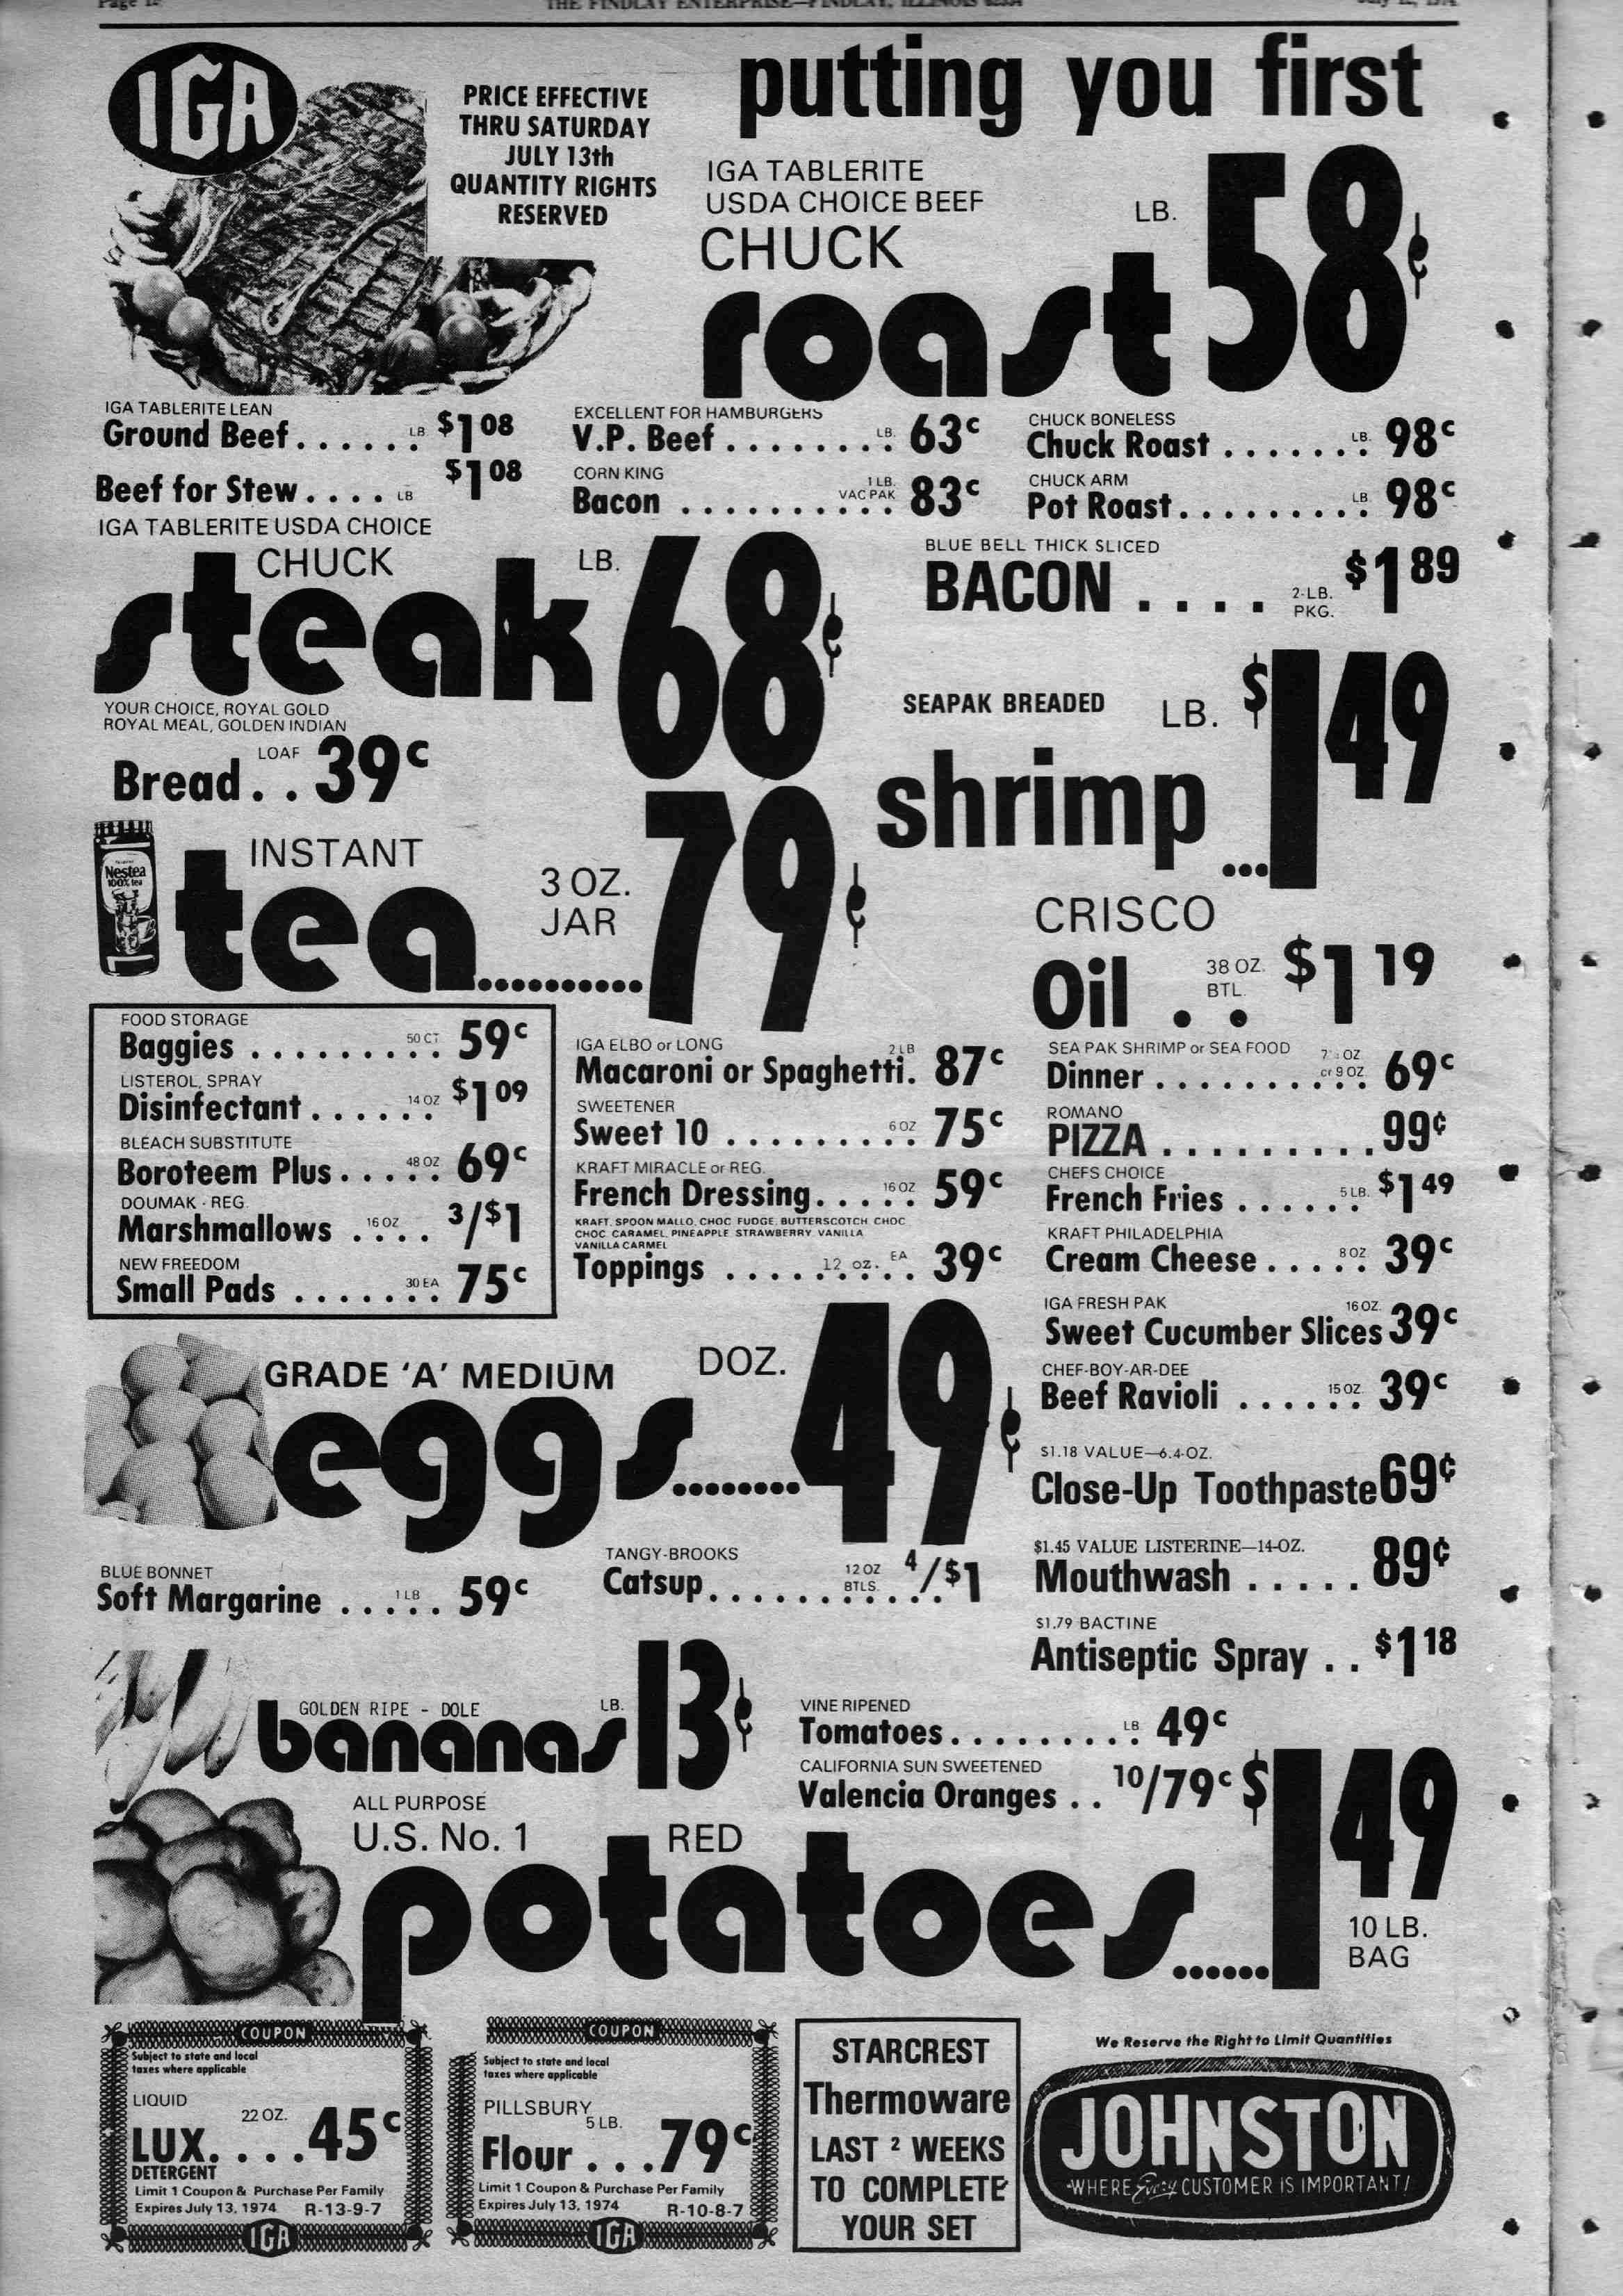 THE FINDLAY ENTERPRISE—FINDLAY, ILLINOIS
IGA
PRICE EFFECTIVE
THRU SATURDAY
JULY 13th
QUANTITY RIGHTS
RESERVED
putting you first
IGA TABLERITE
USDA CHOICE BEEF
CHUCK
roast LB. 58¢
IGA TABLERITE LEAN
Ground Beef...... LB $1 08
Beef for Stew.... LB $1 08
EXCELLENT FOR HAMBURGERS
V.P. Beef........ LB. 63c
CORN KING
Bacon .......... 1 LB. VAC PAK 83c
CHUCK BONELESS
Chuck Roast ....... LB. 98c
CHUCK ARM
Pot Roast......... LB. 98c
IGA TABLERITE USDA CHOICE
CHUCK
steak LB. 68¢
BLUE BELL THICK SLICED
BACON .... 2-LB. PKG. $1 89
YOUR CHOICE, ROYAL GOLD
ROYAL MEAL, GOLDEN INDIAN
Bread.. LOAF 39c
SEAPAK BREADED
shrimp ... LB. $1 49
Nestea
100% tea
INSTANT
tea.......... 3 OZ. JAR 79¢
CRISCO
Oil .. 38 OZ. BTL. $1 19
FOOD STORAGE
Baggies ......... 50 CT 59c
LISTEROL, SPRAY
Disinfectant...... 14 OZ $1 09
BLEACH SUBSTITUTE
Boroteem Plus..... 48 OZ 69c
DOUMAK - REG.
Marshmallows .... 16 OZ 3/$1
NEW FREEDOM
Small Pads ....... 30 EA 75c
IGA ELBO or LONG
Macaroni or Spaghetti. 2 LB 87c
SWEETENER
Sweet 10 ......... 6 OZ 75c
KRAFT MIRACLE or REG.
French Dressing..... 16 OZ 59c
KRAFT, SPOON MALLO, CHOC FUDGE, BUTTERSCOTCH CHOC
CHOC CARAMEL, PINEAPPLE STRAWBERRY VANILLA
VANILLA CARMEL
Toppings ......... 12 oz. EA 39c
SEA PAK SHRIMP or SEA FOOD
Dinner .......... or 9 OZ. 69c
ROMANO
PIZZA ..........99¢
CHEFS CHOICE
French Fries ...... 5 LB. $1 49
KRAFT PHILADELPHIA
Cream Cheese ..... 8 OZ 39c
IGA FRESH PAK
Sweet Cucumber Slices 16 OZ. 39c
CHEF-BOY-AR-DEE
Beef Ravioli ...... 15 OZ. 39c
$1.18 VALUE—6.4-OZ.
Close-Up Toothpaste 69¢
$1.45 VALUE LISTERINE—14-OZ.
Mouthwash ..... 89¢
$1.79 BACTINE
Antiseptic Spray .. $1 18
GRADE 'A' MEDIUM
eggs........ DOZ. 49¢
BLUE BONNET
Soft Margarine ..... 1 LB 59c
TANGY-BROOKS
Catsup........... 12 OZ BTLS. 4/$1
GOLDEN RIPE - DOLE
bananas LB. 13¢
VINE RIPENED
Tomatoes......... LB 49c
CALIFORNIA SUN SWEETENED
Valencia Oranges .. 10/79c
ALL PURPOSE
U.S. No. 1 RED
potatoes...... $1 49
10 LB.
BAG
COUPON
Subject to state and local
taxes where applicable
LIQUID
LUX.... 22 OZ. 45c
DETERGENT
Limit 1 Coupon & Purchase Per Family
Expires July 13, 1974 R-13-9-7
IGA
COUPON
Subject to state and local
taxes where applicable
PILLSBURY
Flour ... 5 LB. 79c
Limit 1 Coupon & Purchase Per Family
Expires July 13, 1974 R-10-8-7
IGA
STARCREST
Thermoware
LAST 2 WEEKS
TO COMPLETE
YOUR SET
We Reserve the Right to Limit Quantities
JOHNSTON
WHERE Every CUSTOMER IS IMPORTANT!